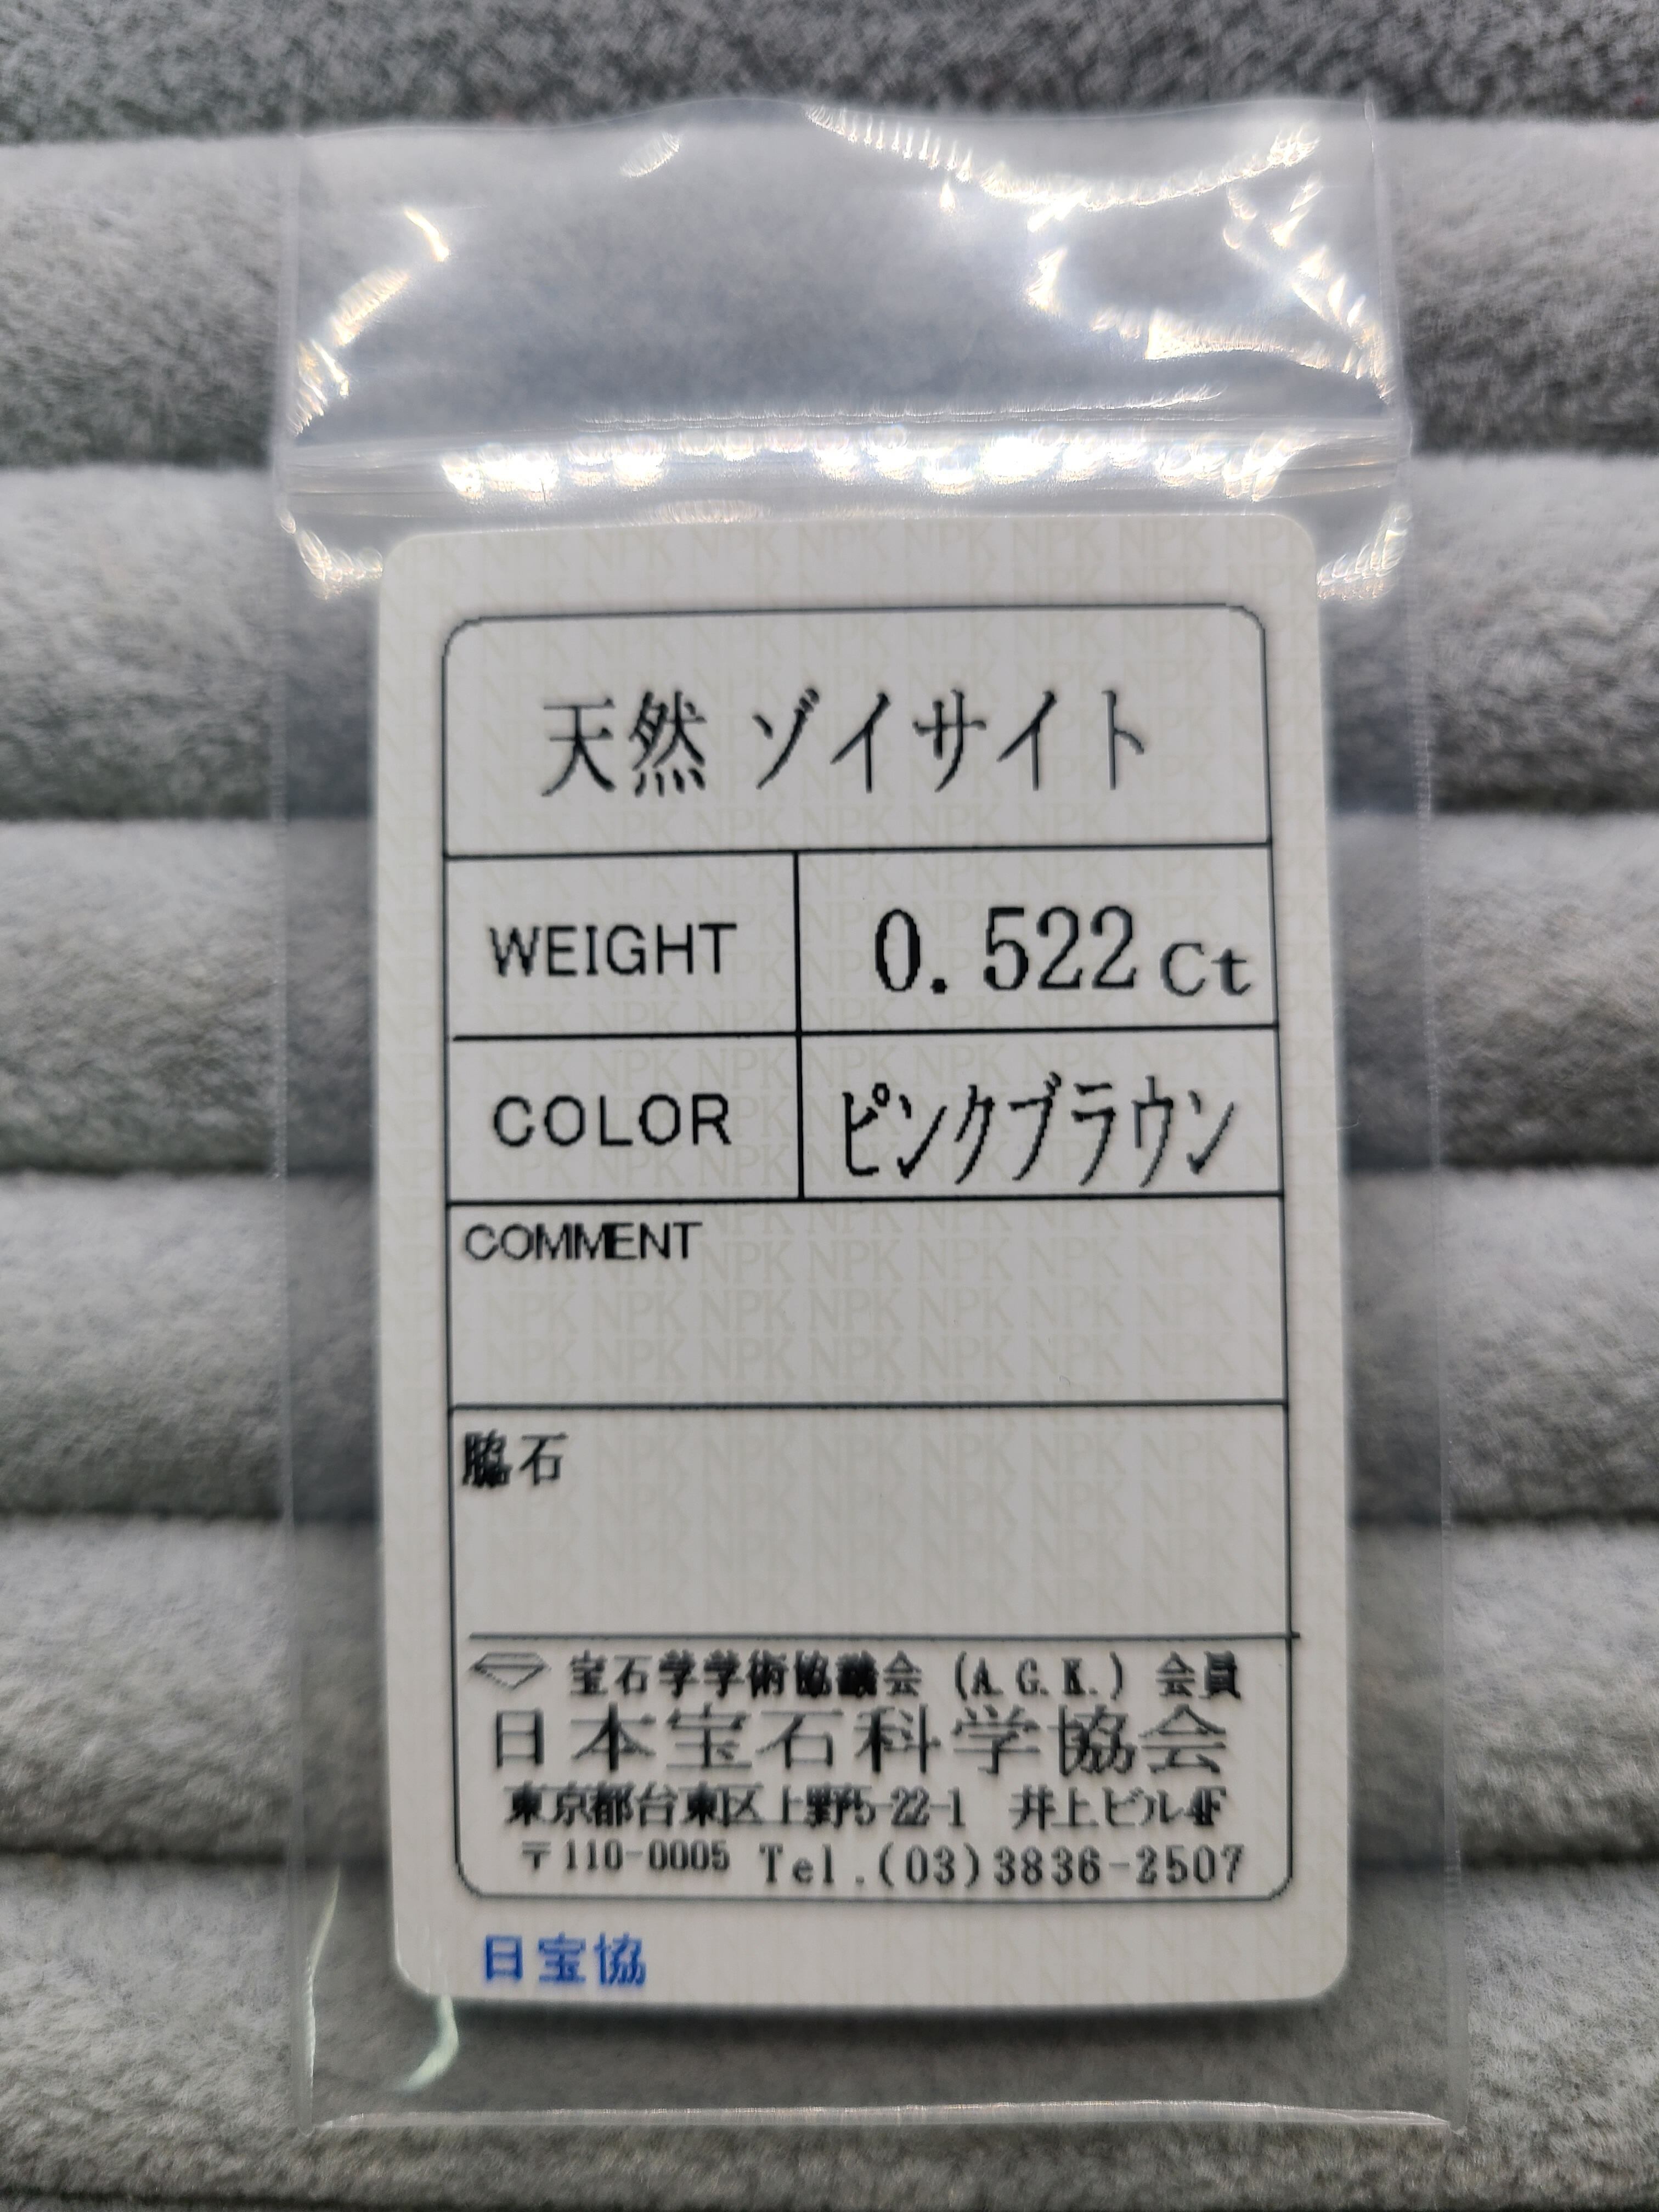 天然 ゾイサイト
WEIGHT 0.522ct
COLOR ピンクブラウン
COMMENT
脇石
宝石学学術協議会 (A.G.K.) 会員
日本宝石科学協会
東京都台東区上野5-22-1 井上ビル4F
〒110-0005 Tel.(03)3836-2507
日宝協